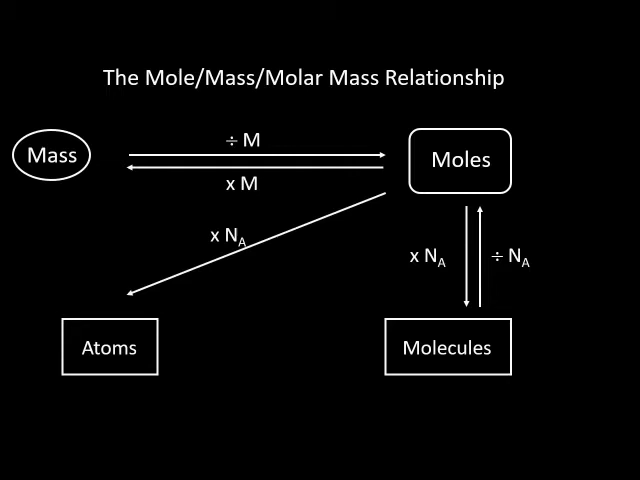 The Mole/Mass/Molar Mass Relationship
÷ M
Mass
Moles
x M
x NA
x NA
÷ NA
Atoms
Molecules